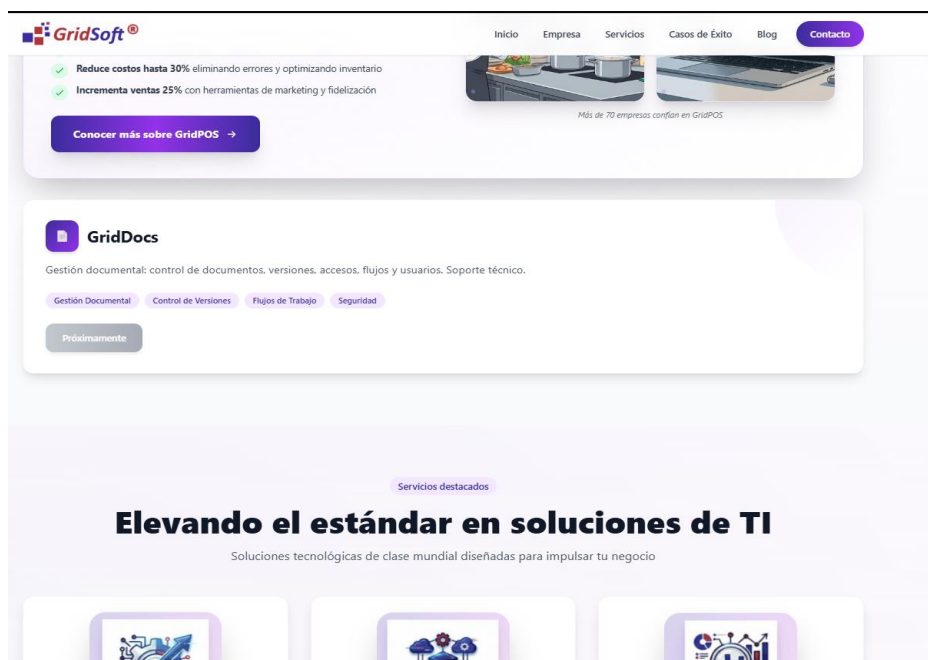 GridSoft ®
Inicio Empresa Servicios Casos de Éxito Blog Contacto
Reduce costos hasta 30% eliminando errores y optimizando inventario
Incrementa ventas 25% con herramientas de marketing y fidelización
Más de 70 empresas confían en GridPOS
Conocer más sobre GridPOS →
GridDocs
Gestión documental: control de documentos, versiones, accesos, flujos y usuarios. Soporte técnico.
Gestión Documental Control de Versiones Flujos de Trabajo Seguridad
Próximamente
Servicios destacados
Elevando el estándar en soluciones de TI
Soluciones tecnológicas de clase mundial diseñadas para impulsar tu negocio